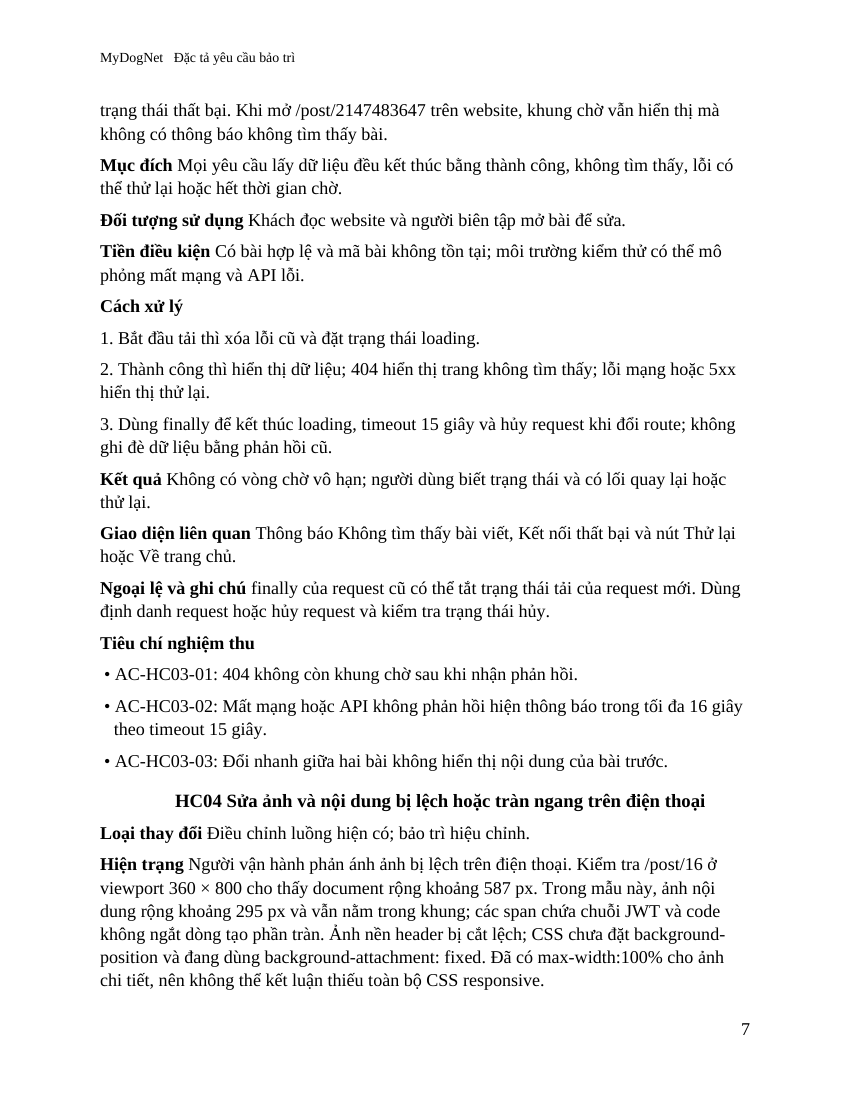 MyDogNet Đặc tả yêu cầu bảo trì
trạng thái thất bại. Khi mở /post/2147483647 trên website, khung chờ vẫn hiển thị mà
không có thông báo không tìm thấy bài.
Mục đích Mọi yêu cầu lấy dữ liệu đều kết thúc bằng thành công, không tìm thấy, lỗi có
thể thử lại hoặc hết thời gian chờ.
Đối tượng sử dụng Khách đọc website và người biên tập mở bài để sửa.
Tiền điều kiện Có bài hợp lệ và mã bài không tồn tại; môi trường kiểm thử có thể mô
phỏng mất mạng và API lỗi.
Cách xử lý
1. Bắt đầu tải thì xóa lỗi cũ và đặt trạng thái loading.
2. Thành công thì hiển thị dữ liệu; 404 hiển thị trang không tìm thấy; lỗi mạng hoặc 5xx
hiển thị thử lại.
3. Dùng finally để kết thúc loading, timeout 15 giây và hủy request khi đổi route; không
ghi đè dữ liệu bằng phản hồi cũ.
Kết quả Không có vòng chờ vô hạn; người dùng biết trạng thái và có lối quay lại hoặc
thử lại.
Giao diện liên quan Thông báo Không tìm thấy bài viết, Kết nối thất bại và nút Thử lại
hoặc Về trang chủ.
Ngoại lệ và ghi chú finally của request cũ có thể tắt trạng thái tải của request mới. Dùng
định danh request hoặc hủy request và kiểm tra trạng thái hủy.
Tiêu chí nghiệm thu
• AC-HC03-01: 404 không còn khung chờ sau khi nhận phản hồi.
• AC-HC03-02: Mất mạng hoặc API không phản hồi hiện thông báo trong tối đa 16 giây
theo timeout 15 giây.
• AC-HC03-03: Đổi nhanh giữa hai bài không hiển thị nội dung của bài trước.
HC04 Sửa ảnh và nội dung bị lệch hoặc tràn ngang trên điện thoại
Loại thay đổi Điều chỉnh luồng hiện có; bảo trì hiệu chỉnh.
Hiện trạng Người vận hành phản ánh ảnh bị lệch trên điện thoại. Kiểm tra /post/16 ở
viewport 360 × 800 cho thấy document rộng khoảng 587 px. Trong mẫu này, ảnh nội
dung rộng khoảng 295 px và vẫn nằm trong khung; các span chứa chuỗi JWT và code
không ngắt dòng tạo phần tràn. Ảnh nền header bị cắt lệch; CSS chưa đặt background-
position và đang dùng background-attachment: fixed. Đã có max-width:100% cho ảnh
chi tiết, nên không thể kết luận thiếu toàn bộ CSS responsive.
7